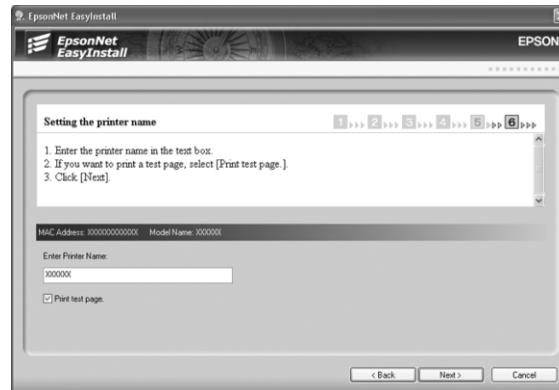 EpsonNet EasyInstall
EpsonNet
EasyInstall
EPSON
Setting the printer name
1 2 3 4 5 6
1. Enter the printer name in the text box.
2. If you want to print a test page, select [Print test page.].
3. Click [Next].
MAC Address: XXXXXXXXXXXX Model Name: XXXXXX
Enter Printer Name:
XXXXXX
Print test page.
< Back Next > Cancel